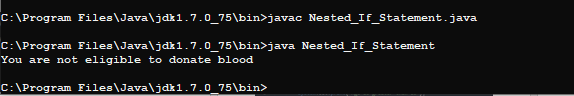 C:\Program Files\Java\jdk1.7.0_75\bin>javac Nested_If_Statement.java
C:\Program Files\Java\jdk1.7.0_75\bin>java Nested_If_Statement
You are not eligible to donate blood
C:\Program Files\Java\jdk1.7.0_75\bin>